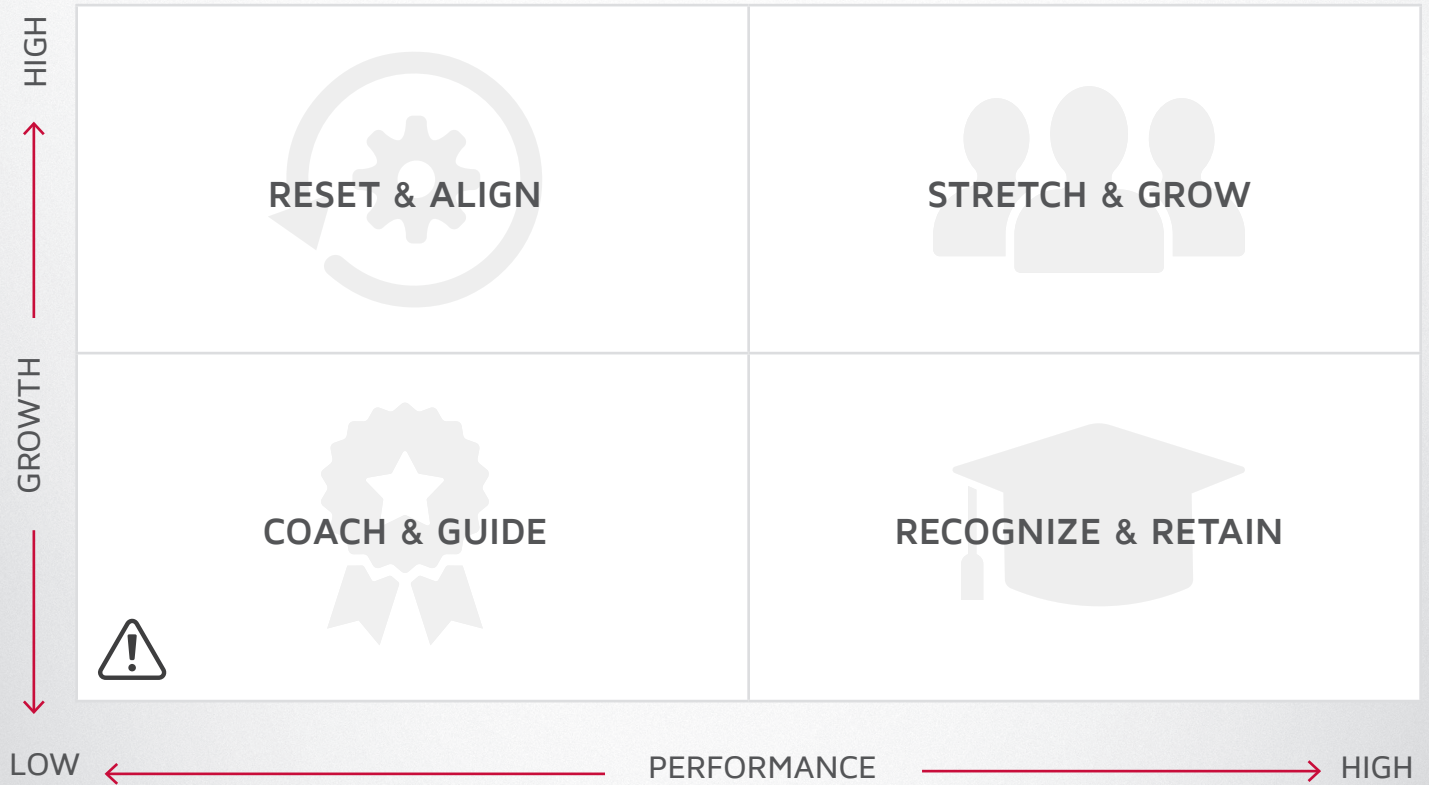 HIGH
RESET & ALIGN
STRETCH & GROW
GROWTH
COACH & GUIDE
RECOGNIZE & RETAIN
LOW
PERFORMANCE
HIGH